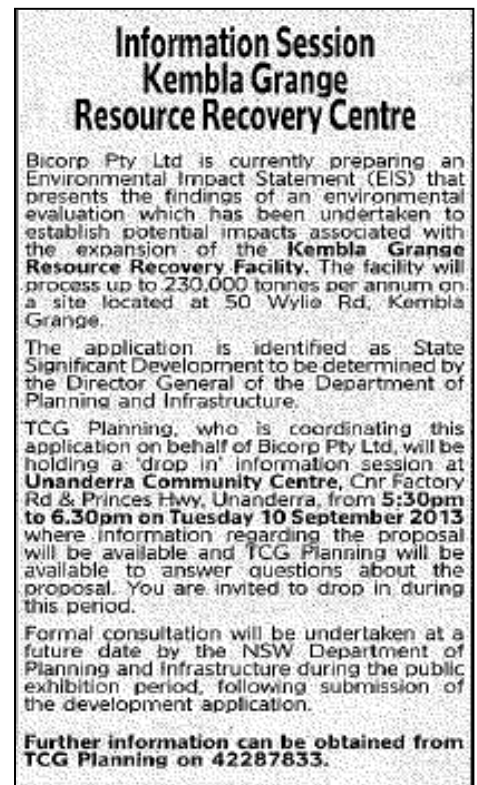 Information Session
Kembla Grange
Resource Recovery Centre
Bicorp Pty Ltd is currently preparing an
Environmental Impact Statement (EIS) that
presents the findings of an environmental
evaluation which has been undertaken to
establish potential impacts associated with
the expansion of the Kembla Grange
Resource Recovery Facility. The facility will
process up to 230,000 tonnes per annum on
a site located at 50 Wylie Rd, Kembla
Grange.
The application is identified as State
Significant Development to be determined by
the Director General of the Department of
Planning and Infrastructure.
TCG Planning, who is coordinating this
application on behalf of Bicorp Pty Ltd, will be
holding a 'drop in' information session at
Unanderra Community Centre, Cnr Factory
Rd & Princes Hwy, Unanderra, from 5:30pm
to 6.30pm on Tuesday 10 September 2013
where information regarding the proposal
will be available and TCG Planning will be
available to answer questions about the
proposal. You are invited to drop in during
this period.
Formal consultation will be undertaken at a
future date by the NSW Department of
Planning and Infrastructure during the public
exhibition period, following submission of
the development application.
Further information can be obtained from
TCG Planning on 42287833.